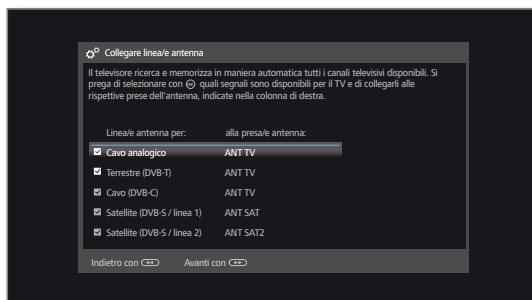 Collegare linea/e antenna
Il televisore ricerca e memorizza in maniera automatica tutti i canali televisivi disponibili. Si
prega di selezionare con OK quali segnali sono disponibili per il TV e di collegarli alle
rispettive prese dell'antenna, indicate nella colonna di destra.
Linea/e antenna per: alla presa/e antenna:
Cavo analogico ANT TV
Terrestre (DVB-T) ANT TV
Cavo (DVB-C) ANT TV
Satellite (DVB-S / linea 1) ANT SAT
Satellite (DVB-S / linea 2) ANT SAT2
Indietro con Avanti con